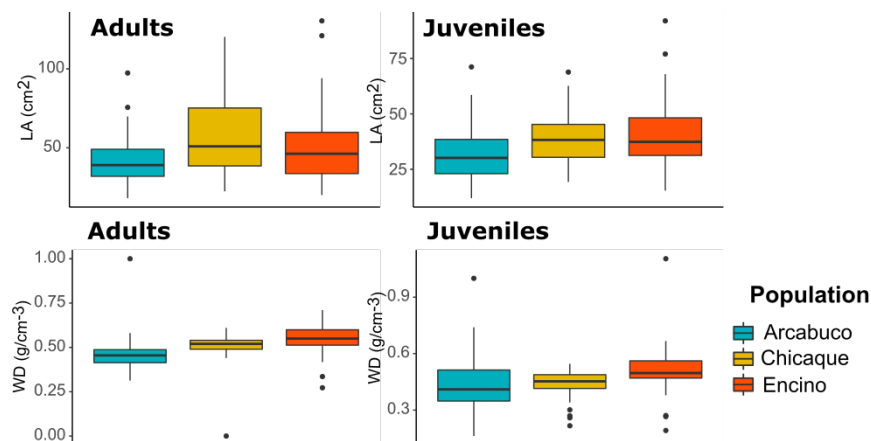 Adults
Juveniles
LA (cm2)
100
50
LA (cm2)
75
50
25
Adults
Juveniles
WD (g/cm-3)
1.00
0.75
0.50
0.25
0.00
WD (g/cm-3)
0.9
0.6
0.3
Population
Arcabuco
Chicaque
Encino